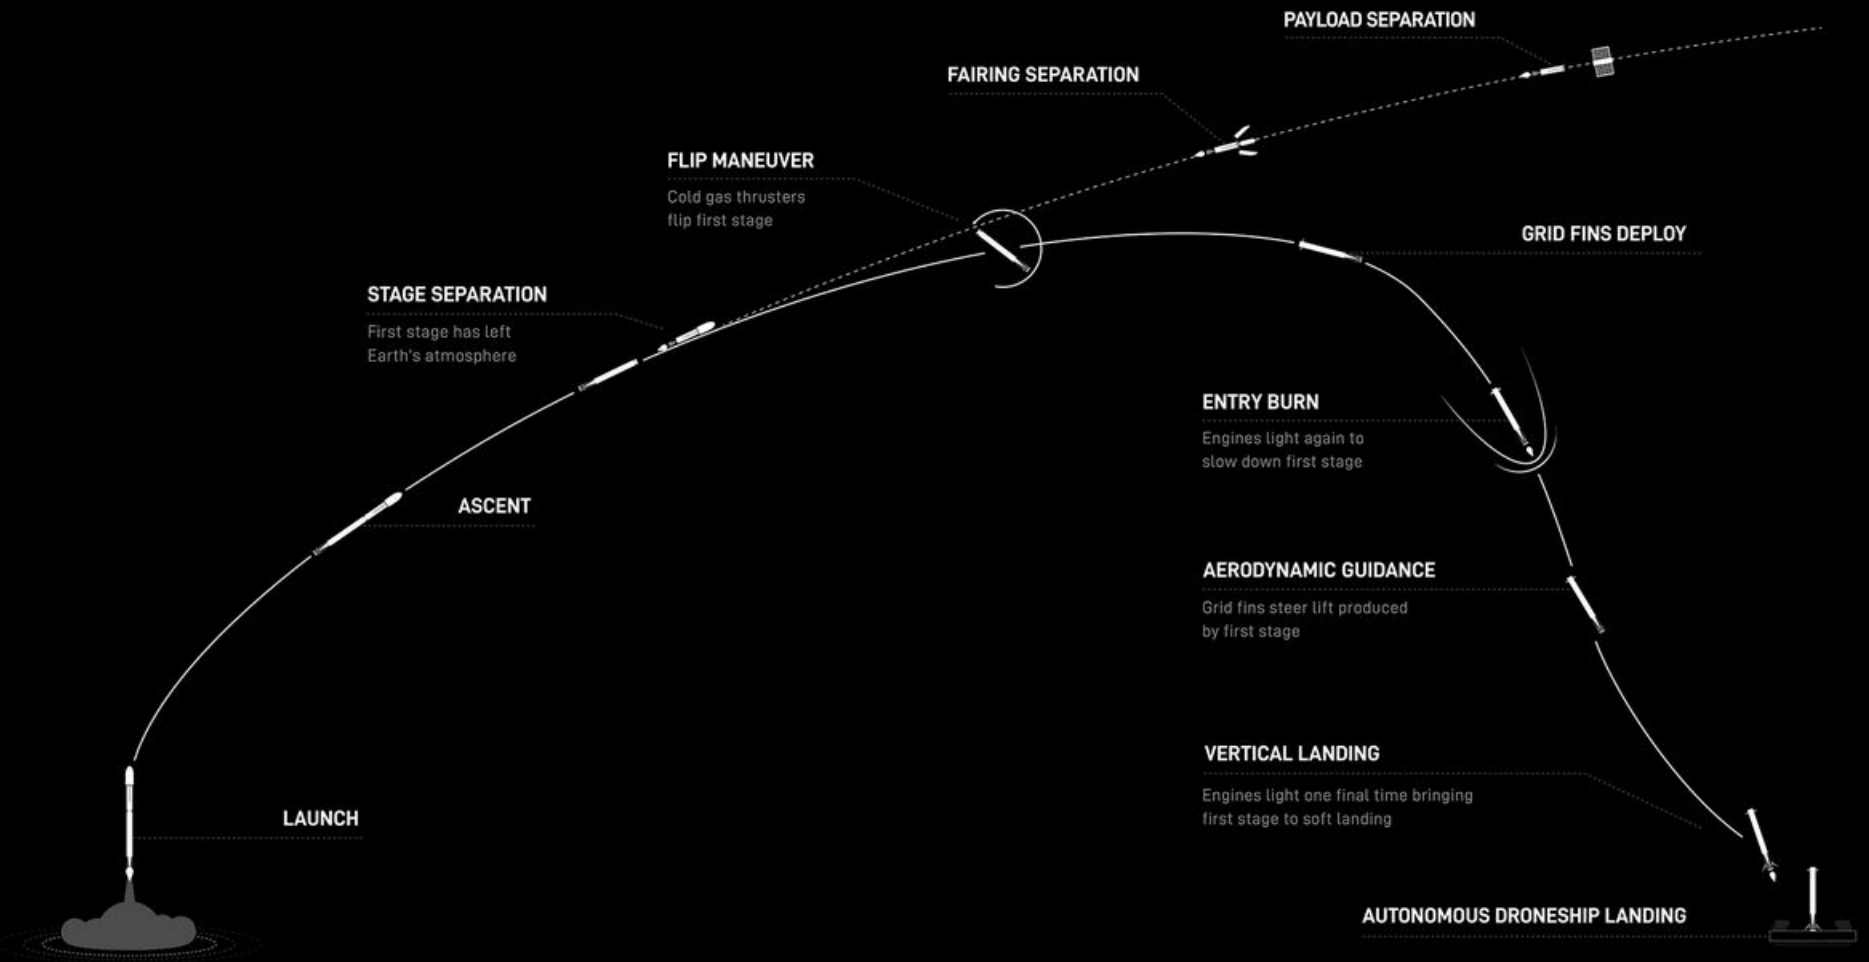 PAYLOAD SEPARATION
FAIRING SEPARATION
FLIP MANEUVER
Cold gas thrusters
flip first stage
GRID FINS DEPLOY
STAGE SEPARATION
First stage has left
Earth's atmosphere
ENTRY BURN
Engines light again to
slow down first stage
ASCENT
AERODYNAMIC GUIDANCE
Grid fins steer lift produced
by first stage
VERTICAL LANDING
Engines light one final time bringing
first stage to soft landing
LAUNCH
AUTONOMOUS DRONESHIP LANDING